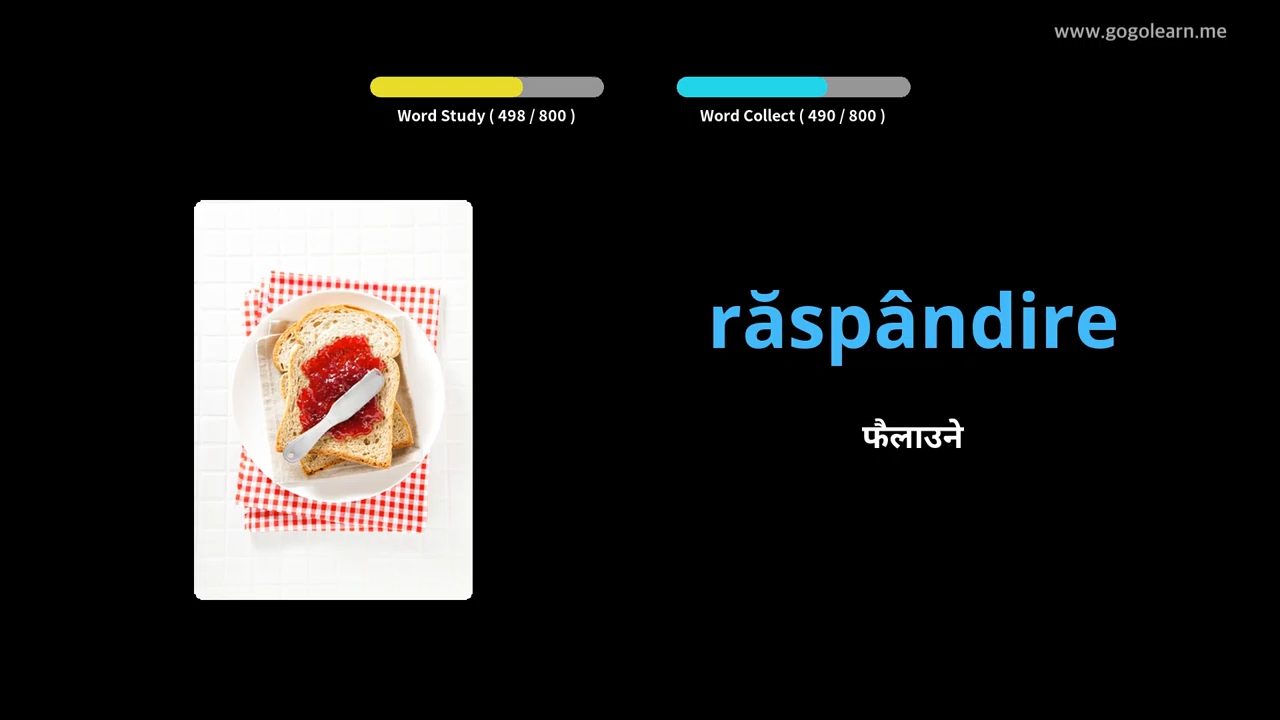 www.gogolearn.me
Word Study ( 498 / 800 )
Word Collect ( 490 / 800 )
răspândire
फैलाउने